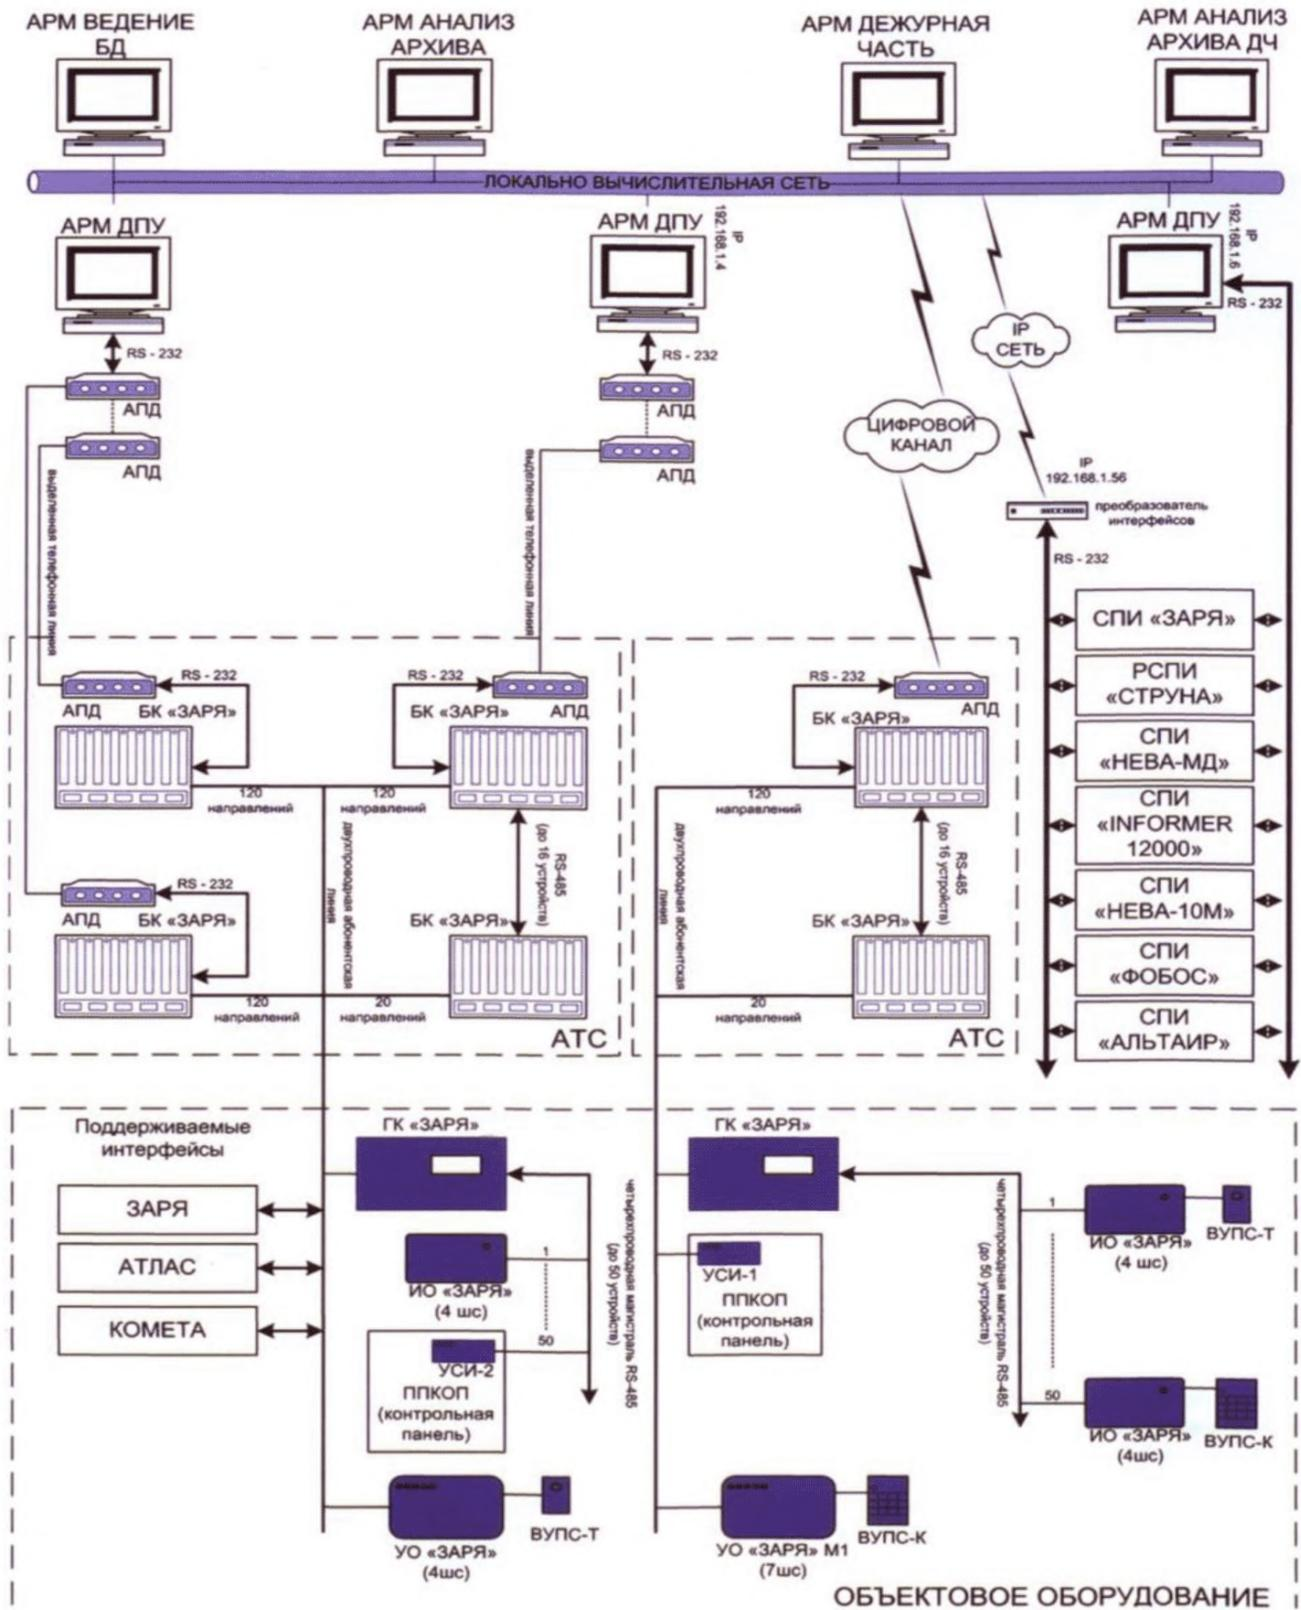 АРМ ВЕДЕНИЕ
БД
АРМ АНАЛИЗ
АРХИВА
АРМ ДЕЖУРНАЯ
ЧАСТЬ
АРМ АНАЛИЗ
АРХИВА ДЧ
ЛОКАЛЬНО ВЫЧИСЛИТЕЛЬНАЯ СЕТЬ
АРМ ДПУ
АРМ ДПУ
IP
192.168.1.4
АРМ ДПУ
IP
192.168.1.6
RS - 232
RS - 232
RS - 232
IP
СЕТЬ
АПД
АПД
АПД
АПД
ЦИФРОВОЙ
КАНАЛ
IP
192.168.1.56
преобразователь
интерфейсов
RS - 232
выделенная телефонная линия
выделенная телефонная линия
СПИ «ЗАРЯ»
РСПИ
«СТРУНА»
СПИ
«НЕВА-МД»
СПИ
«INFORMER
12000»
СПИ
«НЕВА-10М»
СПИ
«ФОБОС»
СПИ
«АЛЬТАИР»
RS - 232
АПД
БК «ЗАРЯ»
RS - 232
БК «ЗАРЯ»
АПД
RS - 232
БК «ЗАРЯ»
АПД
120
направлений
120
направлений
120
направлений
двухпроводная абонентская
линия
RS-485
(до 16 устройств)
двухпроводная абонентская
линия
RS-485
(до 16 устройств)
RS - 232
АПД
БК «ЗАРЯ»
БК «ЗАРЯ»
БК «ЗАРЯ»
120
направлений
20
направлений
20
направлений
АТС
АТС
Поддерживаемые
интерфейсы
ЗАРЯ
АТЛАС
КОМЕТА
ГК «ЗАРЯ»
ГК «ЗАРЯ»
1
ИО «ЗАРЯ»
(4 шс)
50
УСИ-2
ППКОП
(контрольная
панель)
четырехпроводная магистраль RS-485
(до 50 устройств)
УСИ-1
ППКОП
(контрольная
панель)
четырехпроводная магистраль RS-485
(до 50 устройств)
1
ИО «ЗАРЯ»
(4 шс)
ВУПС-Т
50
ИО «ЗАРЯ»
(4шс)
ВУПС-К
УО «ЗАРЯ»
(4шс)
ВУПС-Т
УО «ЗАРЯ» М1
(7шс)
ВУПС-К
ОБЪЕКТОВОЕ ОБОРУДОВАНИЕ